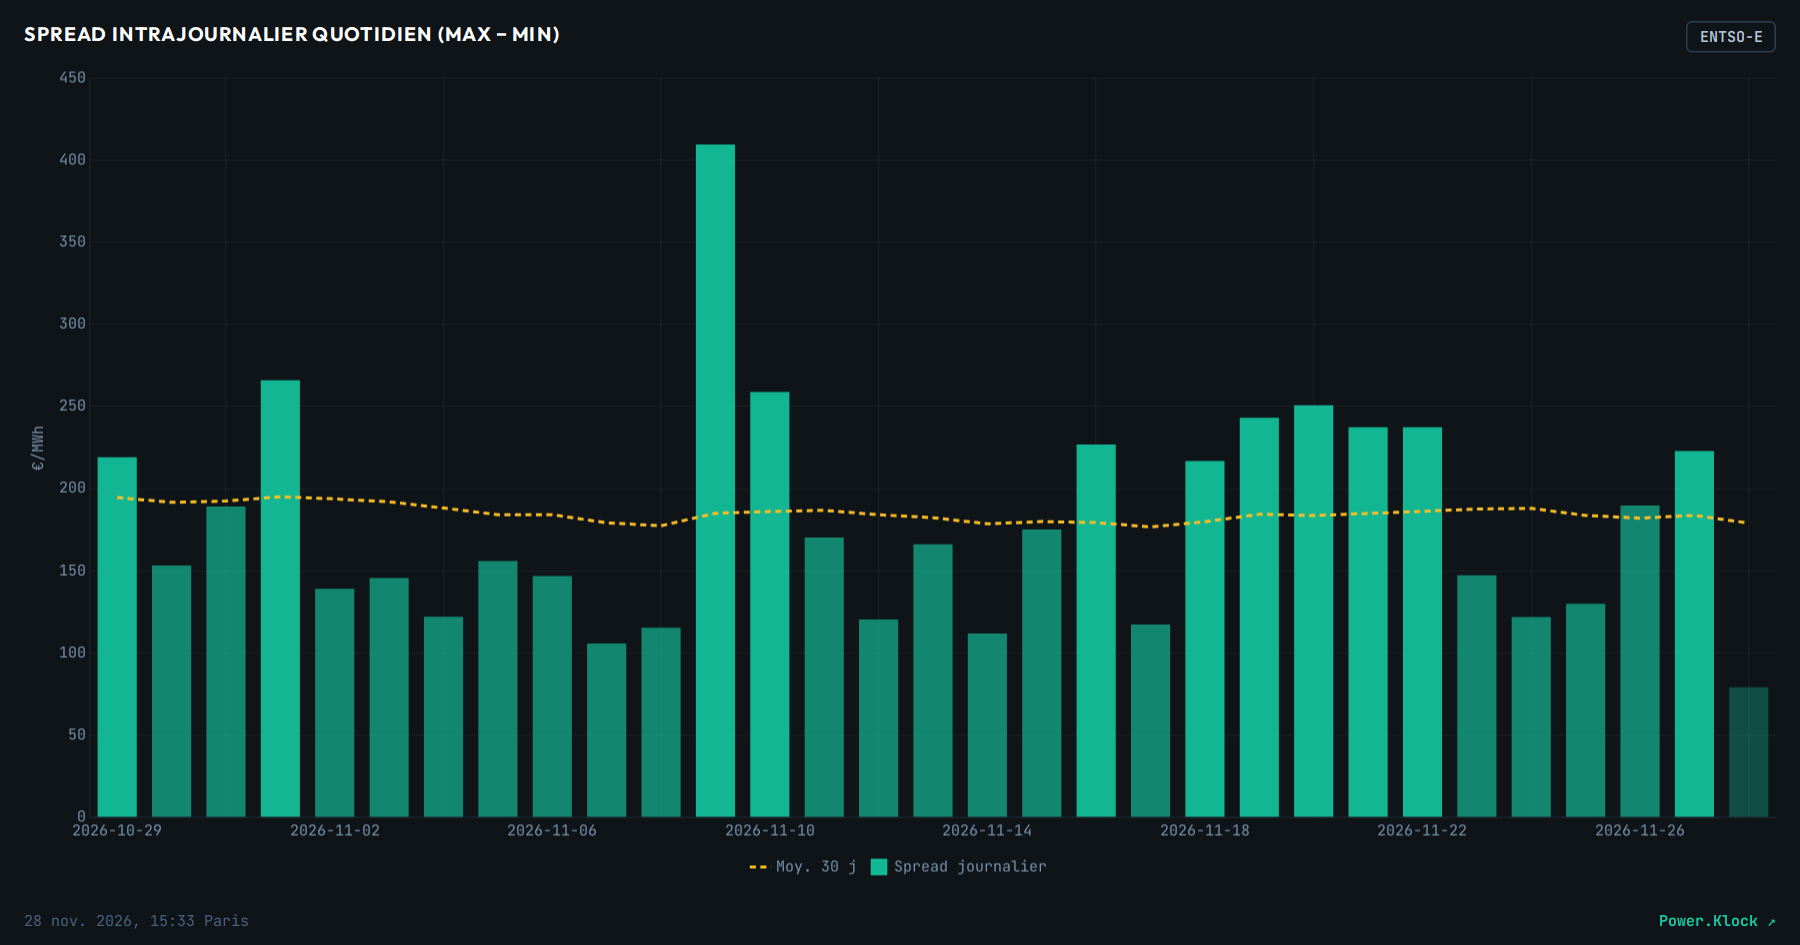 SPREAD INTRAJOURNALIER QUOTIDIEN (MAX – MIN)
ENTSO-E
450
400
350
300
250
200
150
100
50
0
€/MWh
2026-10-29 2026-11-02 2026-11-06 2026-11-10 2026-11-14 2026-11-18 2026-11-22 2026-11-26
Moy. 30 j Spread journalier
28 nov. 2026, 15:33 Paris
Power.Klock ↗